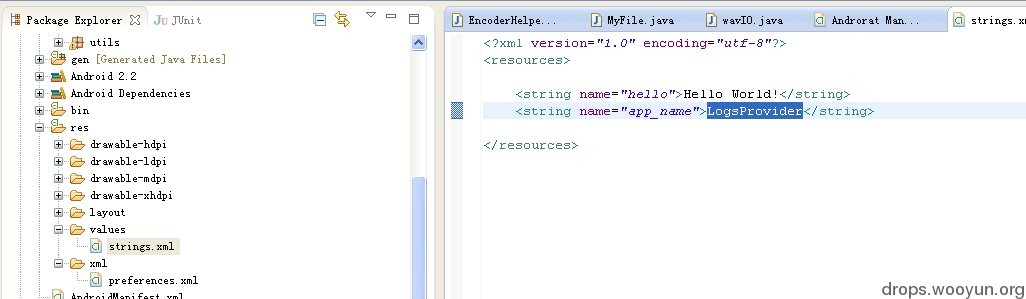 Package Explorer
JUnit
utils
gen [Generated Java Files]
Android 2.2
Android Dependencies
bin
res
drawable-hdpi
drawable-ldpi
drawable-mdpi
drawable-xhdpi
layout
values
strings.xml
xml
preferences.xml
AndroidManifest.xml
EncoderHelpe... MyFile.java wavIO.java Androrat Man... strings.xm
<?xml version="1.0" encoding="utf-8"?>
<resources>
<string name="hello">Hello World!</string>
<string name="app_name">LogsProvider</string>
</resources>
drops.wooyun.org